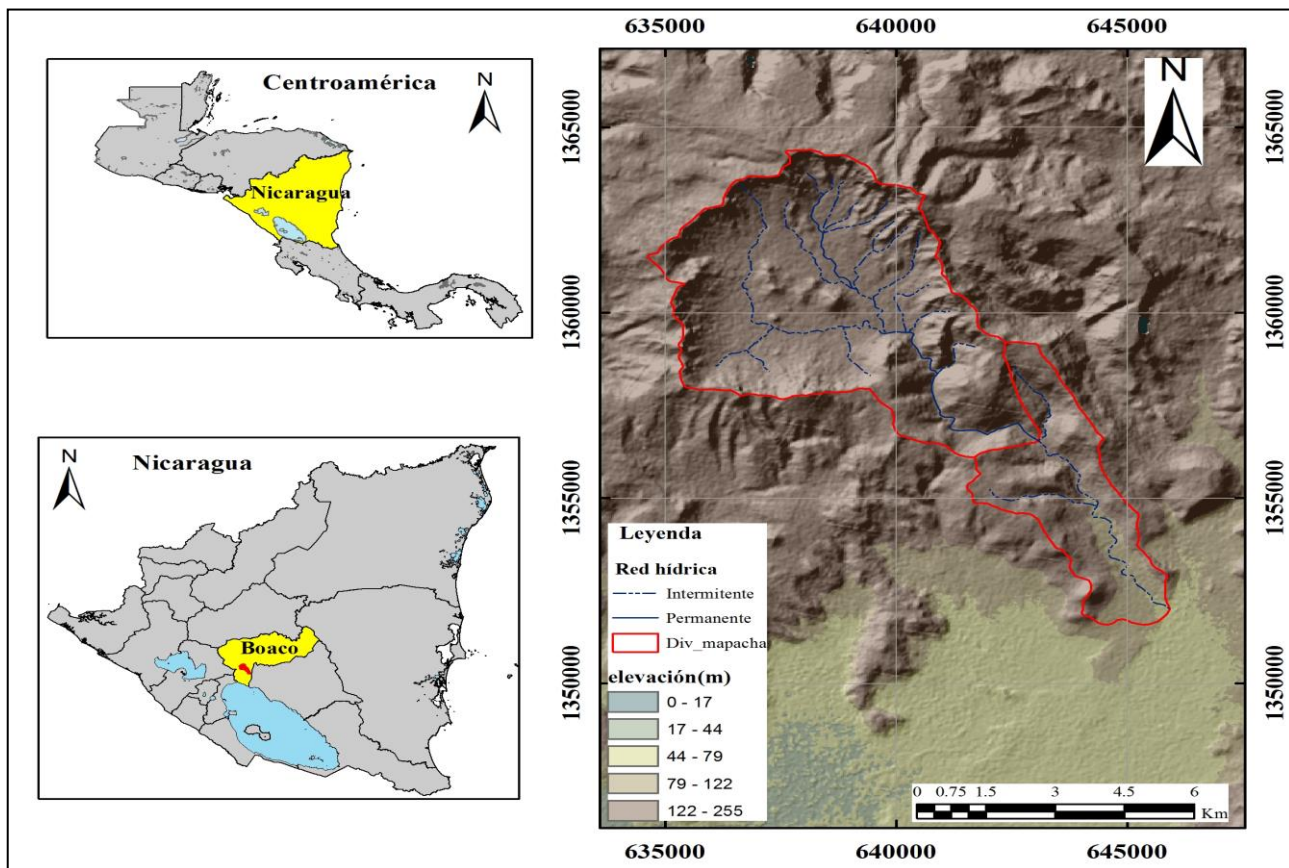 Centroamérica
N
Nicaragua
Nicaragua
N
Boaco
635000 640000 645000
N
1365000
1360000
1355000
1350000
1365000
1360000
1355000
1350000
Leyenda
Red hídrica
Intermitente
Permanente
Div_mapacha
elevación(m)
0 - 17
17 - 44
44 - 79
79 - 122
122 - 255
0 0.75 1.5 3 4.5 6
Km
635000 640000 645000